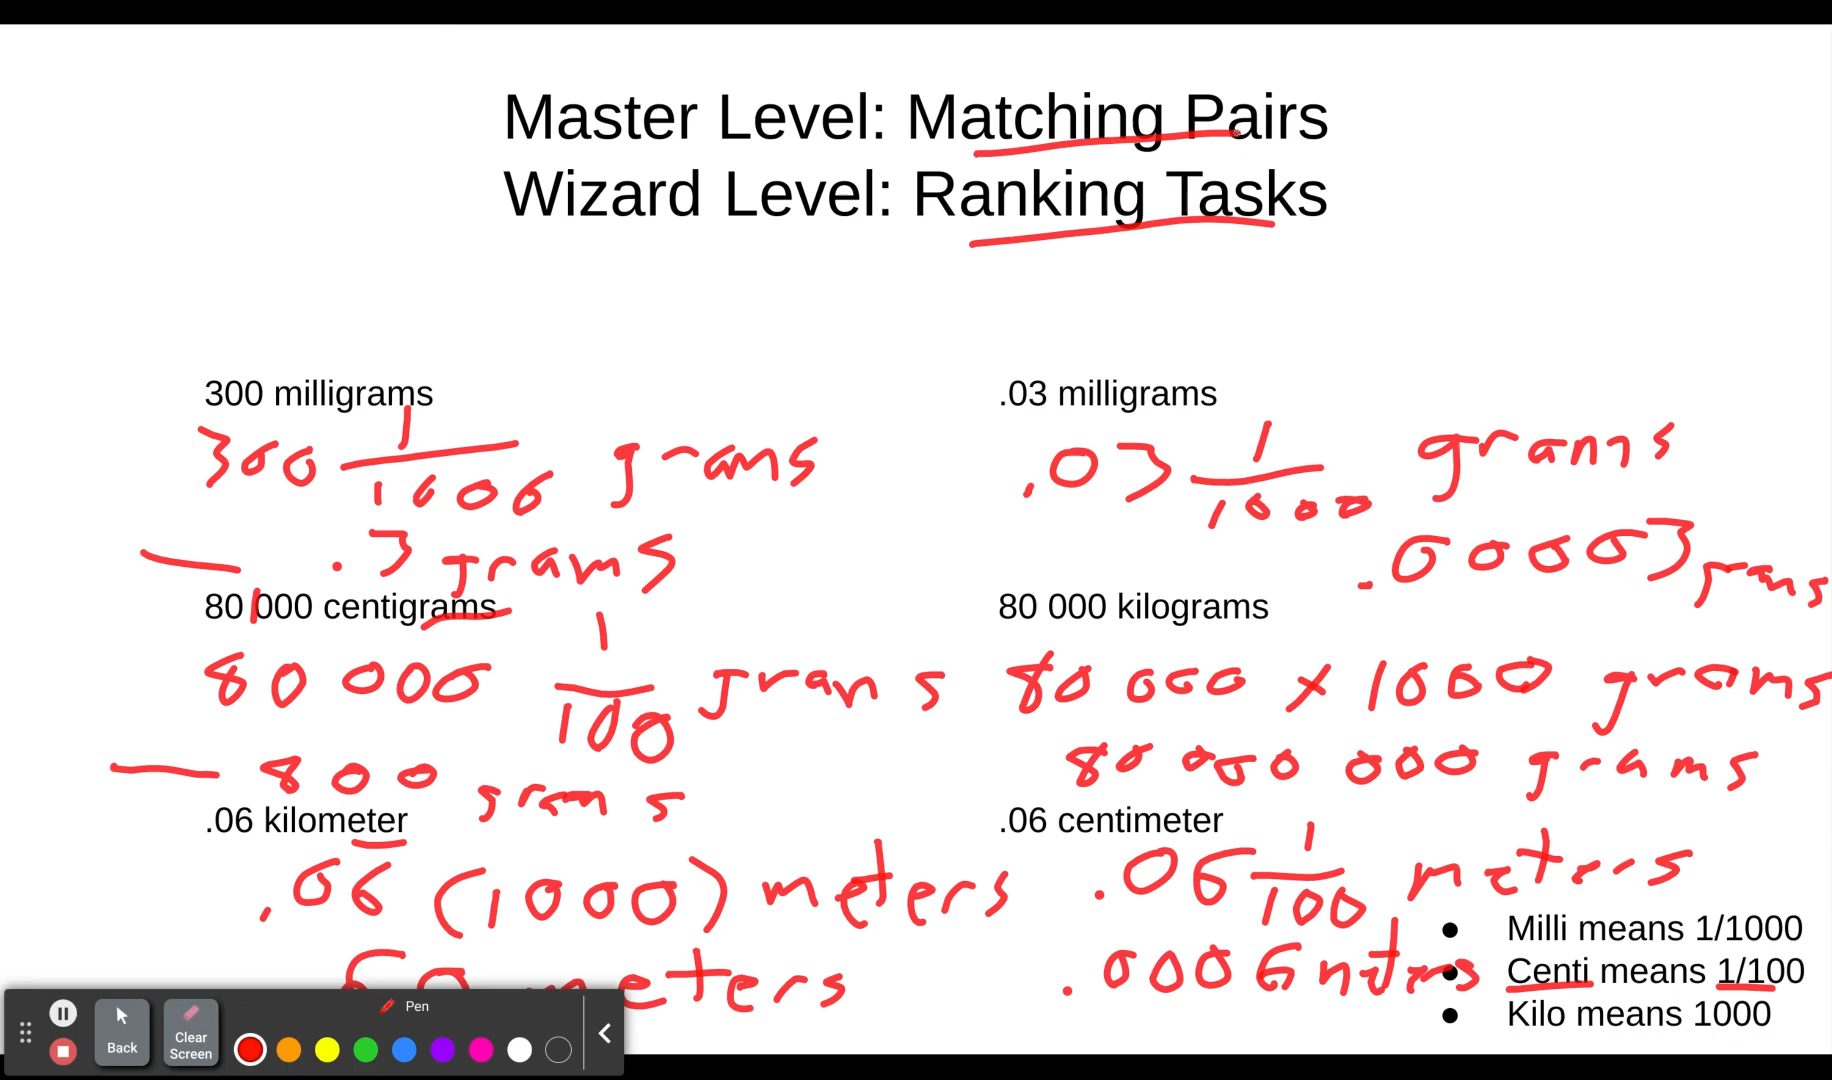 Master Level: Matching Pairs
Wizard Level: Ranking Tasks
300 milligrams
300 1/1000 grams
.3 grams
80 000 centigrams
80 000 1/100 grams
800 grams
.06 kilometer
.06 (1000) meters
60 meters
.03 milligrams
.03 1/1000 grams
.00003 grams
80 000 kilograms
80 000 x 1000 grams
80 000 000 grams
.06 centimeter
.06 1/100 meters
.0006 meters
● Milli means 1/1000
● Centi means 1/100
● Kilo means 1000
Pen
Back
Clear
Screen